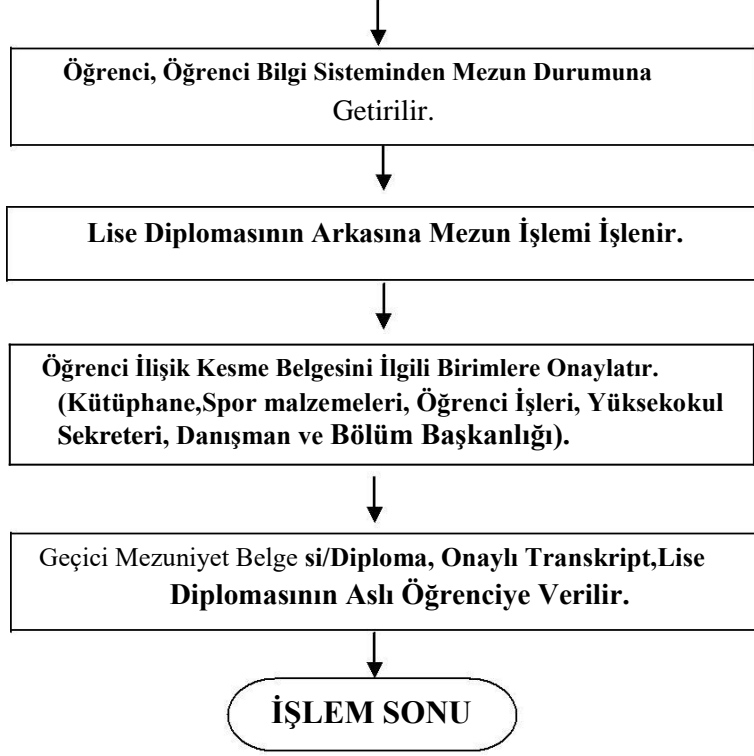 Öğrenci, Öğrenci Bilgi Sisteminden Mezun Durumuna
Getirilir.
Lise Diplomasının Arkasına Mezun İşlemi İşlenir.
Öğrenci İlişik Kesme Belgesini İlgili Birimlere Onaylatır.
(Kütüphane,Spor malzemeleri, Öğrenci İşleri, Yüksekokul
Sekreteri, Danışman ve Bölüm Başkanlığı).
Geçici Mezuniyet Belge si/Diploma, Onaylı Transkript,Lise
Diplomasının Aslı Öğrenciye Verilir.
İŞLEM SONU